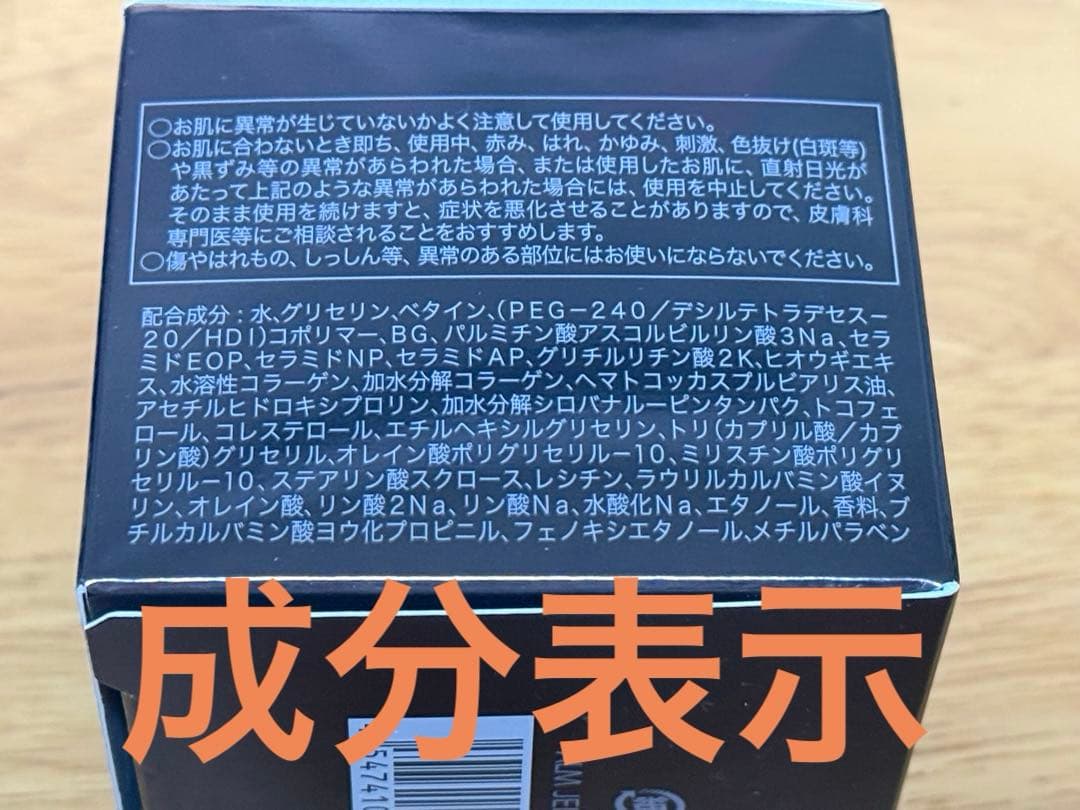 ○お肌に異常が生じていないかよく注意して使用してください。
○お肌に合わないとき即ち、使用中、赤み、はれ、かゆみ、刺激、色抜け(白斑等)
や黒ずみ等の異常があらわれた場合、または使用したお肌に、直射日光が
あたって上記のような異常があらわれた場合には、使用を中止してください。
そのまま使用を続けますと、症状を悪化させることがありますので、皮膚科
専門医等にご相談されることをおすすめします。
○傷やはれもの、しっしん等、異常のある部位にはお使いにならないでください。
配合成分：水、グリセリン、ベタイン、(PEG－240／デシルテトラデセス－
20／HDI)コポリマー、BG、パルミチン酸アスコルビルリン酸3Na、セラ
ミドEOP、セラミドNP、セラミドAP、グリチルリチン酸2K、ヒオウギエキ
ス、水溶性コラーゲン、加水分解コラーゲン、ヘマトコッカスプルビアリス油、
アセチルヒドロキシプロリン、加水分解シロバナルーピンタンパク、トコフェ
ロール、コレステロール、エチルヘキシルグリセリン、トリ(カプリル酸／カプ
リン酸)グリセリル、オレイン酸ポリグリセリル－10、ミリスチン酸ポリグリ
セリル－10、ステアリン酸スクロース、レシチン、ラウリルカルバミン酸イヌ
リン、オレイン酸、リン酸2Na、リン酸Na、水酸化Na、エタノール、香料、ブ
チルカルバミン酸ヨウ化プロピニル、フェノキシエタノール、メチルパラベン
成分表示